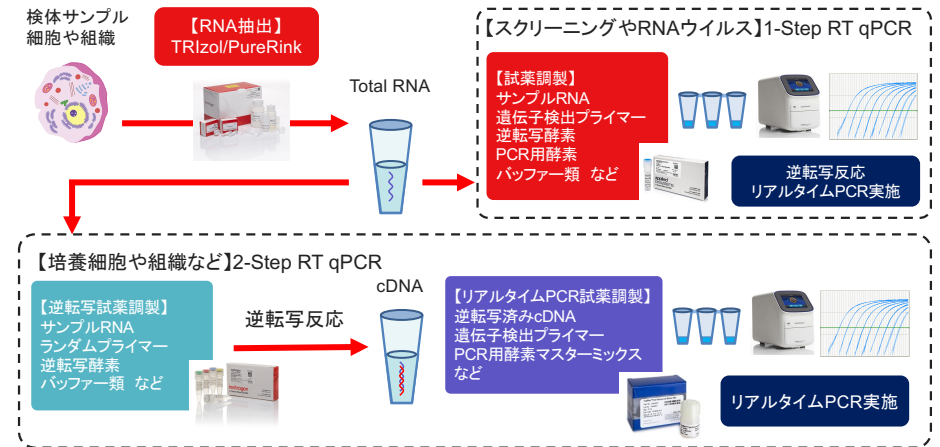 検体サンプル
細胞や組織
【RNA抽出】
TRIzol/PureRink
Total RNA
【スクリーニングやRNAウイルス】1-Step RT qPCR
【試薬調製】
サンプルRNA
遺伝子検出プライマー
逆転写酵素
PCR用酵素
バッファー類 など
逆転写反応
リアルタイムPCR実施
【培養細胞や組織など】2-Step RT qPCR
【逆転写試薬調製】
サンプルRNA
ランダムプライマー
逆転写酵素
バッファー類 など
逆転写反応
cDNA
【リアルタイムPCR試薬調製】
逆転写済みcDNA
遺伝子検出プライマー
PCR用酵素マスターミックス
など
リアルタイムPCR実施